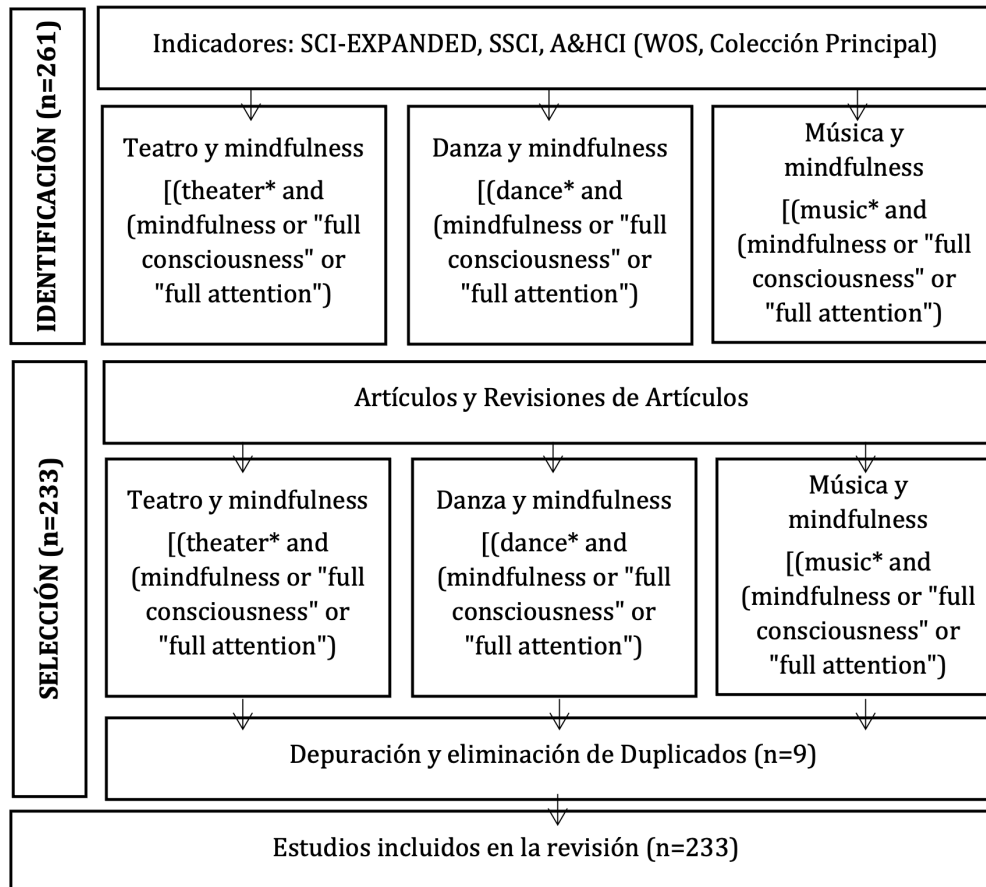 IDENTIFICACIÓN (n=261)
Indicadores: SCI-EXPANDED, SSCI, A&HCI (WOS, Colección Principal)
Teatro y mindfulness
[(theater* and
(mindfulness or "full
consciousness" or
"full attention")
Danza y mindfulness
[(dance* and
(mindfulness or "full
consciousness" or
"full attention")
Música y
mindfulness
[(music* and
(mindfulness or "full
consciousness" or
"full attention")
SELECCIÓN (n=233)
Artículos y Revisiones de Artículos
Teatro y mindfulness
[(theater* and
(mindfulness or "full
consciousness" or
"full attention")
Danza y mindfulness
[(dance* and
(mindfulness or "full
consciousness" or
"full attention")
Música y
mindfulness
[(music* and
(mindfulness or "full
consciousness" or
"full attention")
Depuración y eliminación de Duplicados (n=9)
Estudios incluidos en la revisión (n=233)